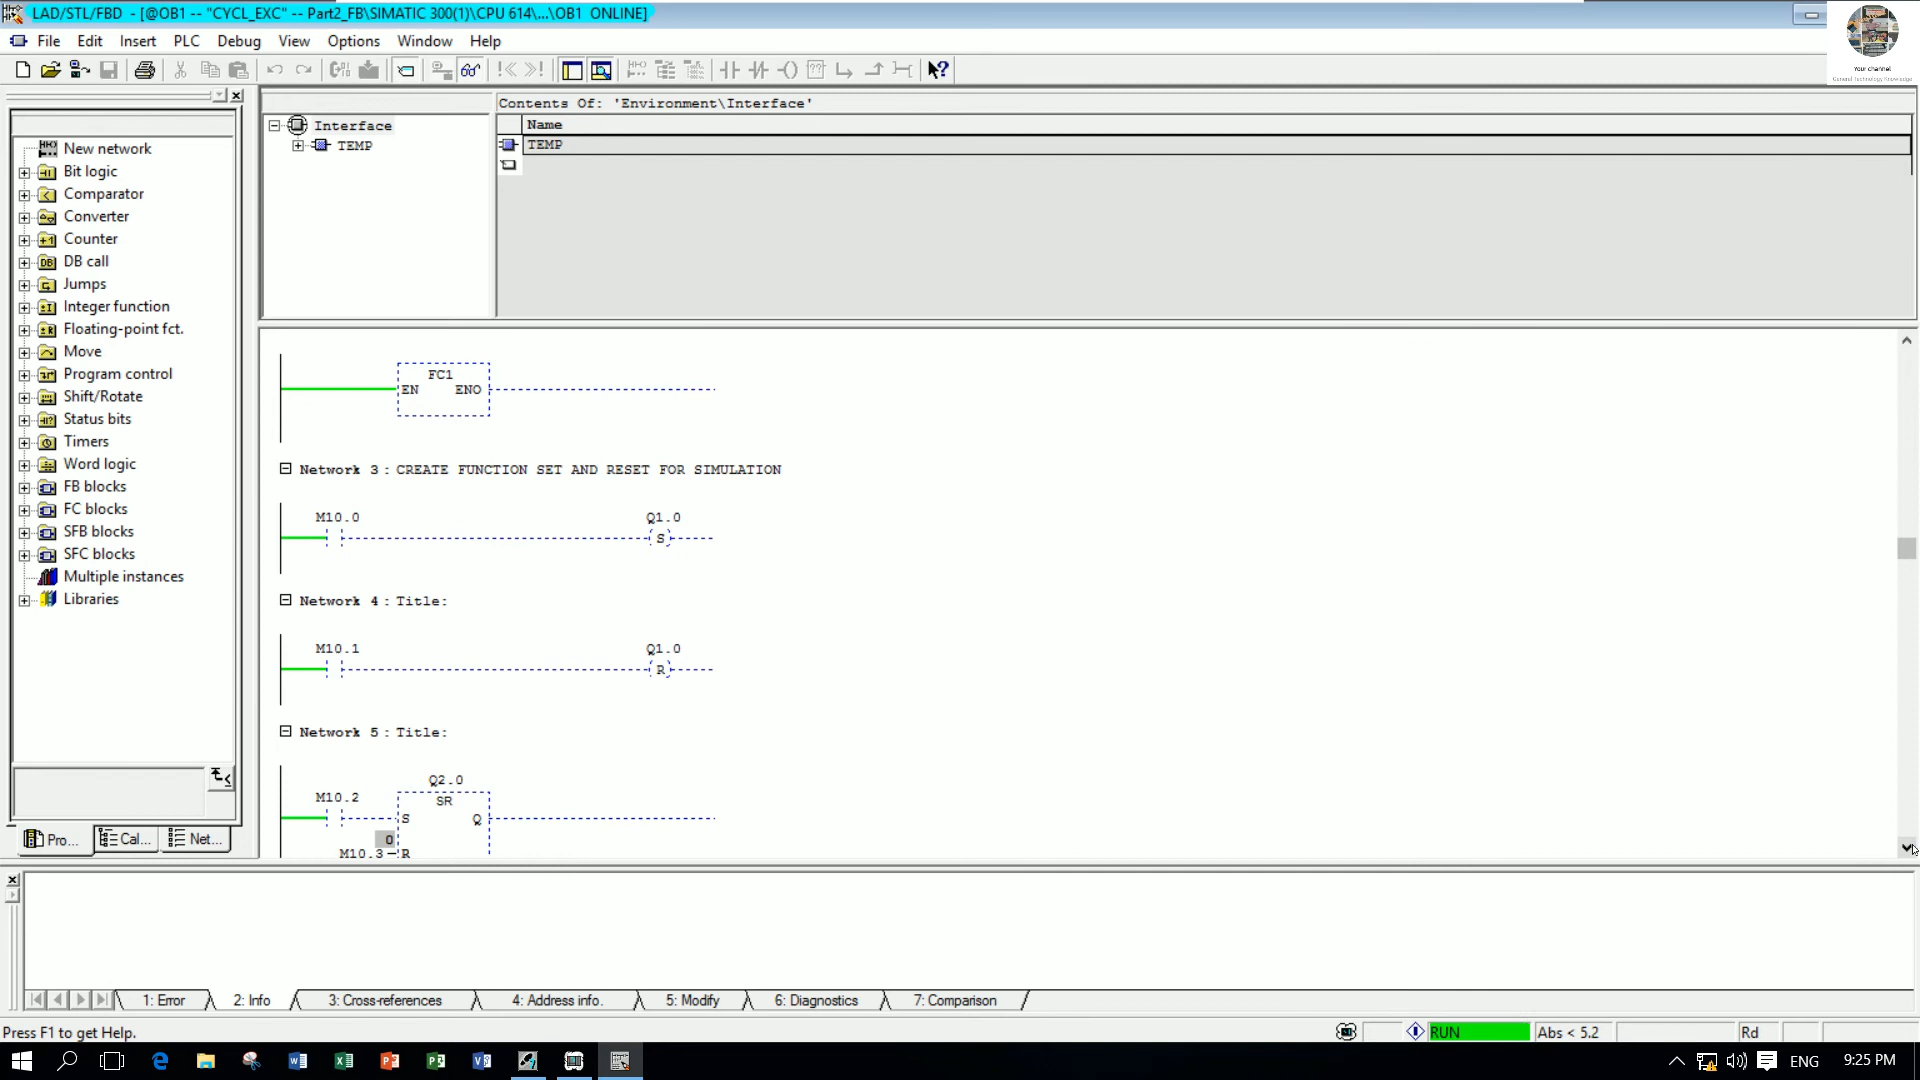 LAD/STL/FBD - [@OB1 -- "CYCL_EXC" -- Part2_FB\SIMATIC 300(1)\CPU 614\...\OB1 ONLINE]
File Edit Insert PLC Debug View Options Window Help
Your channel
General Technology Knowledge
Contents Of: 'Environment\Interface'
Interface
TEMP
Name
TEMP
New network
Bit logic
Comparator
Converter
Counter
DB call
Jumps
Integer function
Floating-point fct.
Move
Program control
Shift/Rotate
Status bits
Timers
Word logic
FB blocks
FC blocks
SFB blocks
SFC blocks
Multiple instances
Libraries
Pro... Cal... Net...
FC1
EN ENO
Network 3 : CREATE FUNCTION SET AND RESET FOR SIMULATION
M10.0 Q1.0
S
Network 4 : Title:
M10.1 Q1.0
R
Network 5 : Title:
Q2.0
M10.2 SR
S Q
0
M10.3 R
1: Error 2: Info 3: Cross-references 4: Address info. 5: Modify 6: Diagnostics 7: Comparison
Press F1 to get Help.
RUN Abs < 5.2 Rd
ENG 9:25 PM